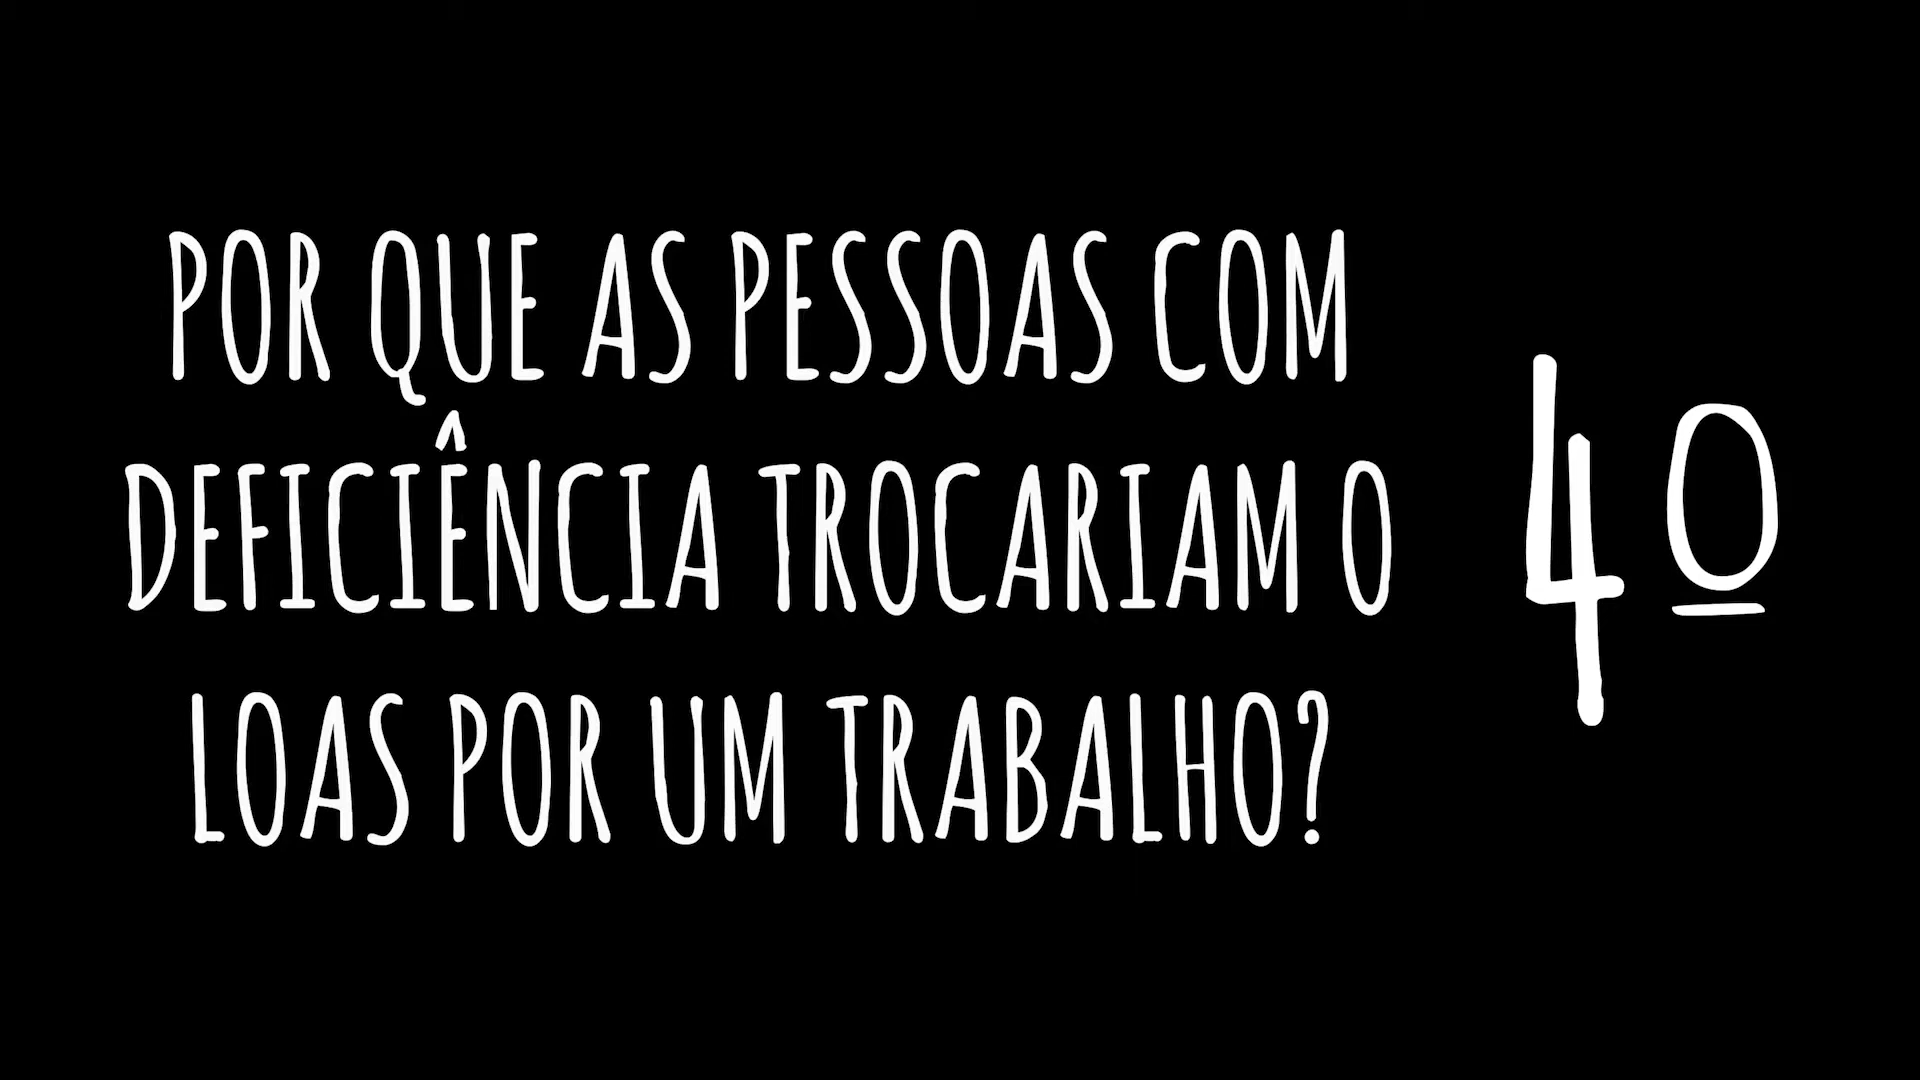 POR QUE AS PESSOAS COM
DEFICIÊNCIA TROCARIAM O
LOAS POR UM TRABALHO?
4º